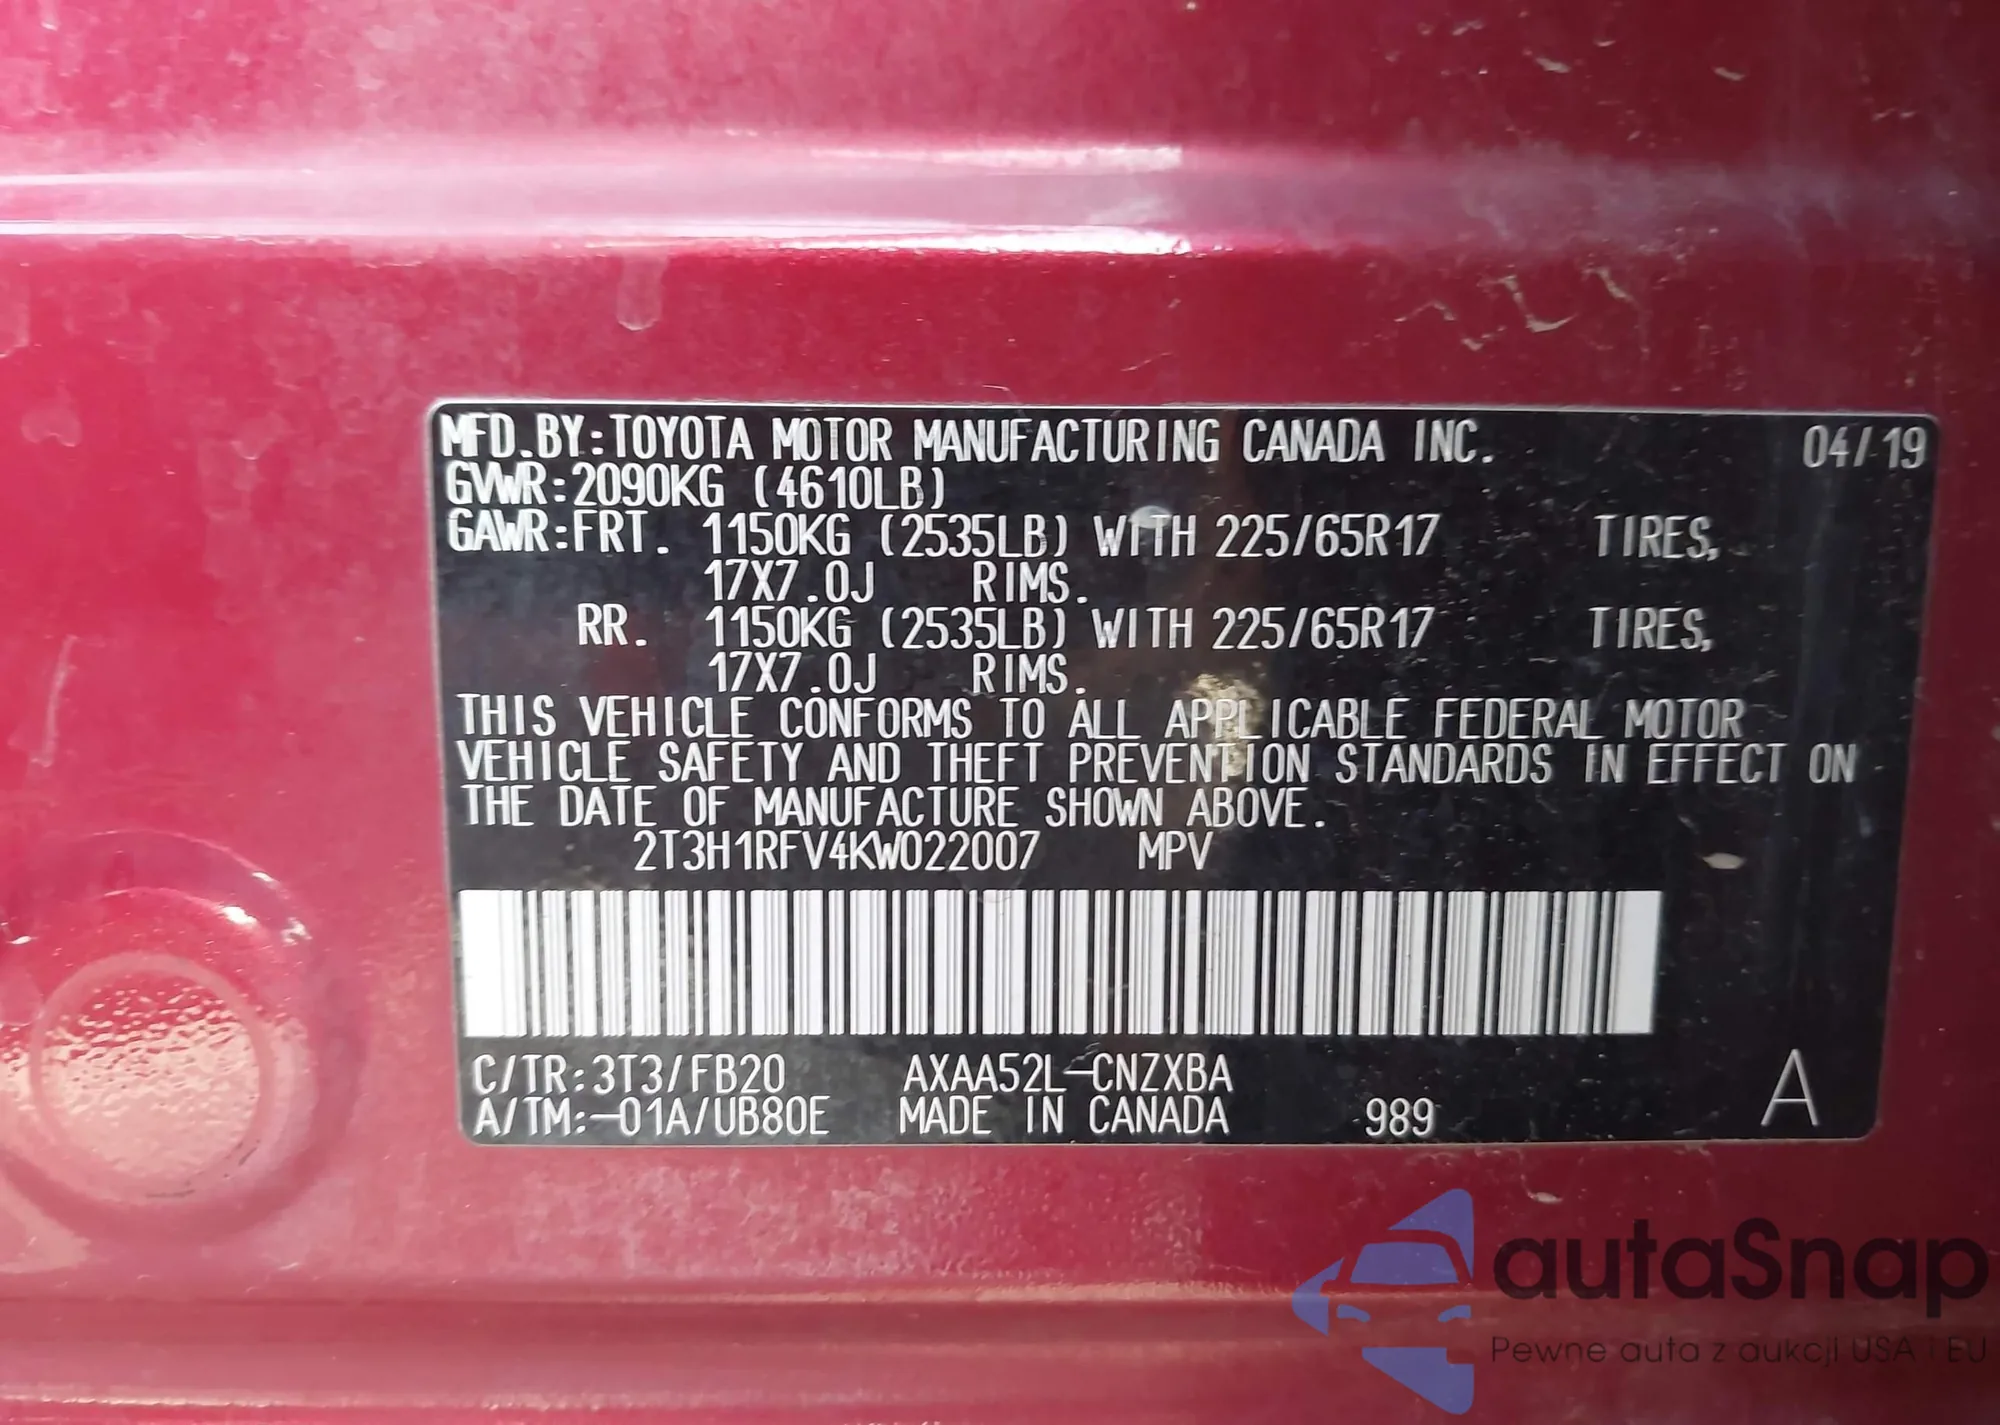 MFD.BY:TOYOTA MOTOR MANUFACTURING CANADA INC. 04/19
GVWR:2090KG (4610LB)
GAWR:FRT. 1150KG (2535LB) WITH 225/65R17 TIRES,
17X7.0J RIMS.
RR. 1150KG (2535LB) WITH 225/65R17 TIRES,
17X7.0J RIMS.
THIS VEHICLE CONFORMS TO ALL APPLICABLE FEDERAL MOTOR
VEHICLE SAFETY AND THEFT PREVENTION STANDARDS IN EFFECT ON
THE DATE OF MANUFACTURE SHOWN ABOVE.
2T3H1RFV4KW022007 MPV
C/TR:3T3/FB20 AXAA52L-CNZXBA A
A/TM:-01A/UB80E MADE IN CANADA 989
autaSnap
Pewne auta z aukcji USA i EU